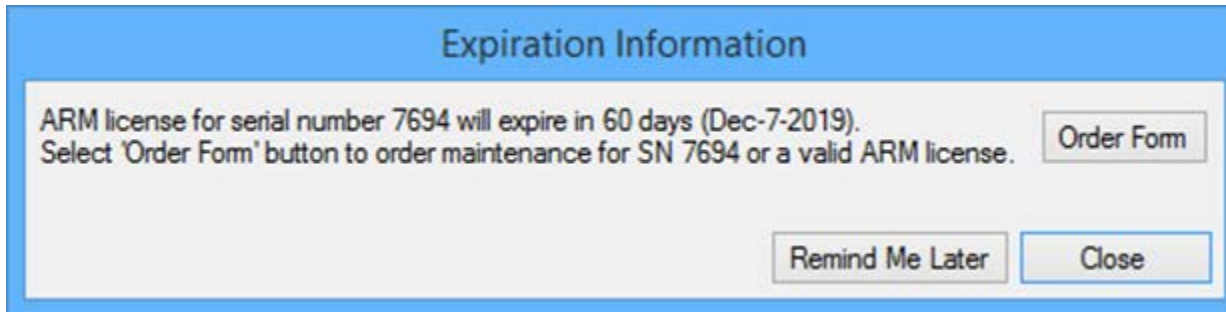 Expiration Information
ARM license for serial number 7694 will expire in 60 days (Dec-7-2019).
Select 'Order Form' button to order maintenance for SN 7694 or a valid ARM license.
Order Form
Remind Me Later
Close